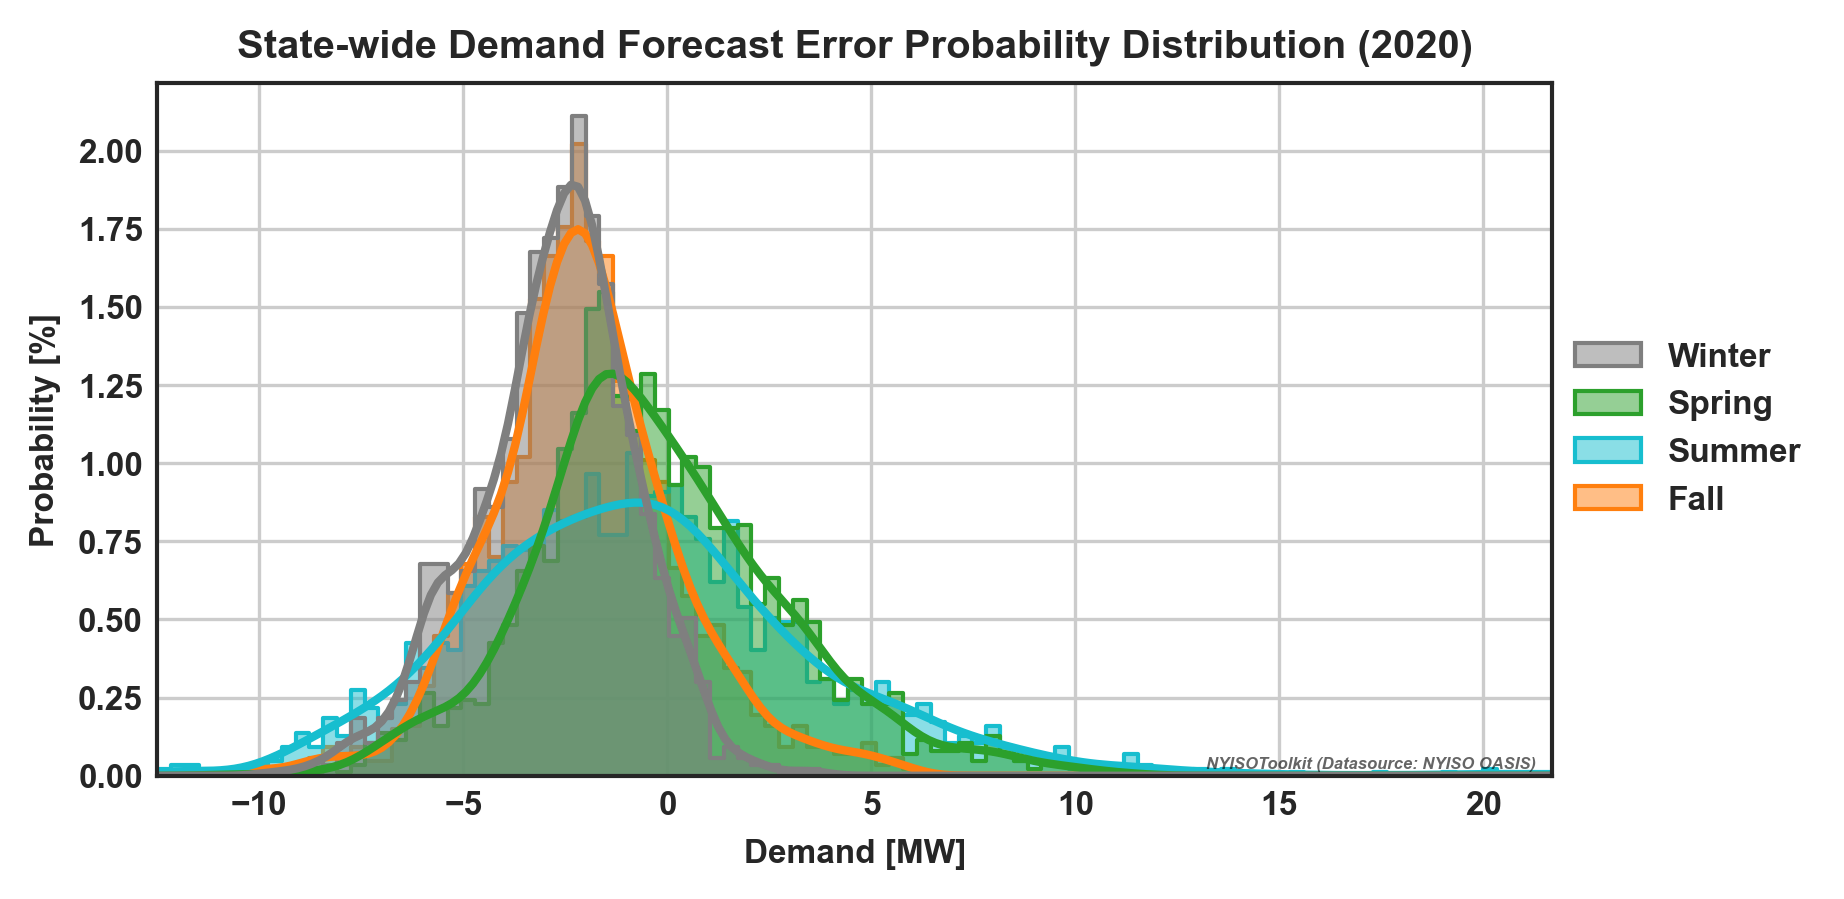 State-wide Demand Forecast Error Probability Distribution (2020)
Probability [%]
2.00
1.75
1.50
1.25
1.00
0.75
0.50
0.25
0.00
−10
−5
0
5
10
15
20
Demand [MW]
Winter
Spring
Summer
Fall
NYISOToolkit (Datasource: NYISO OASIS)